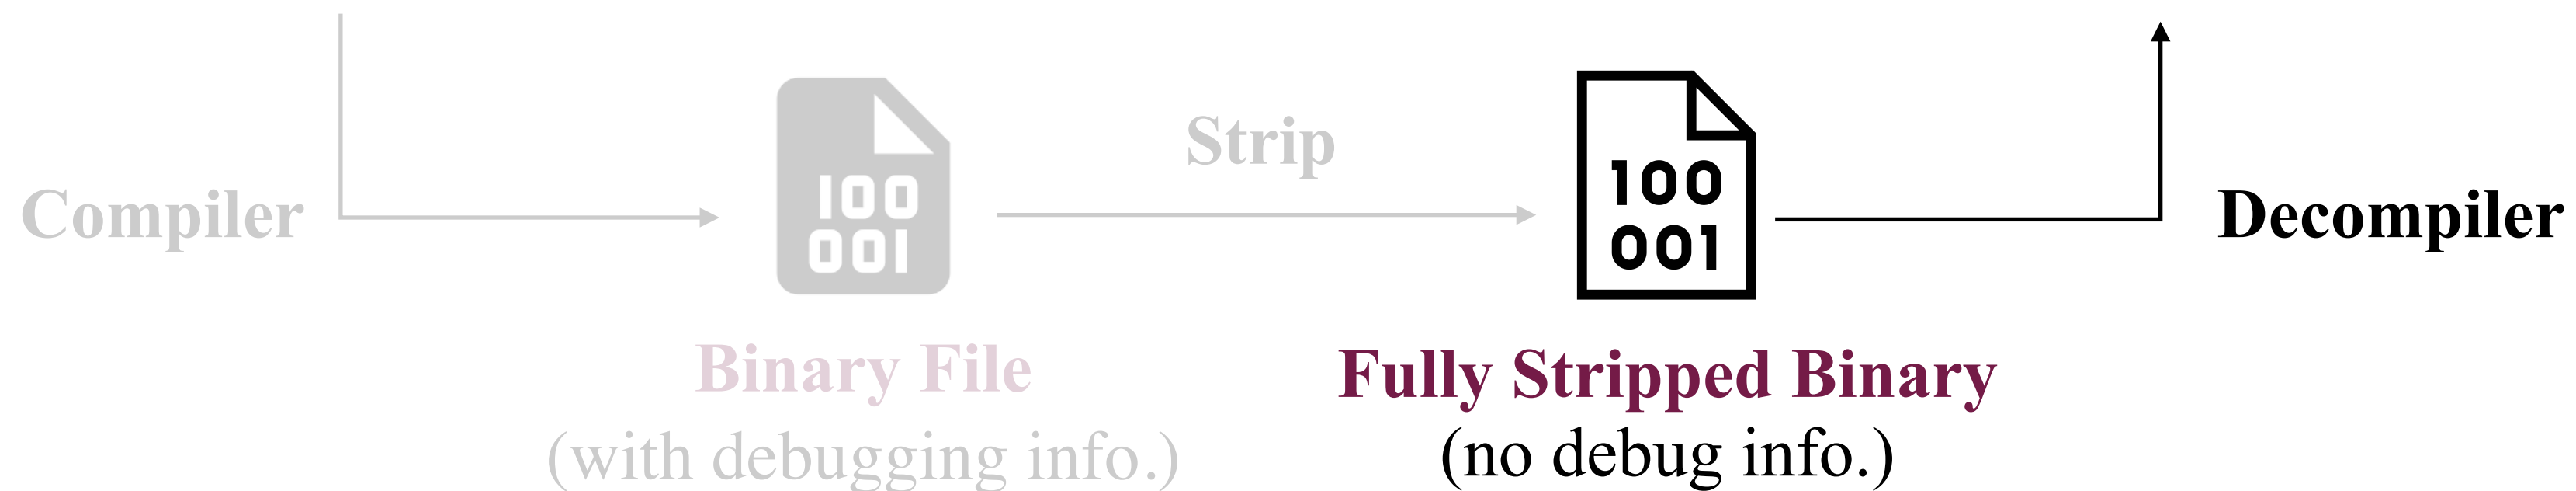 Compiler
100
001
Binary File
(with debugging info.)
Strip
100
001
Fully Stripped Binary
(no debug info.)
Decompiler